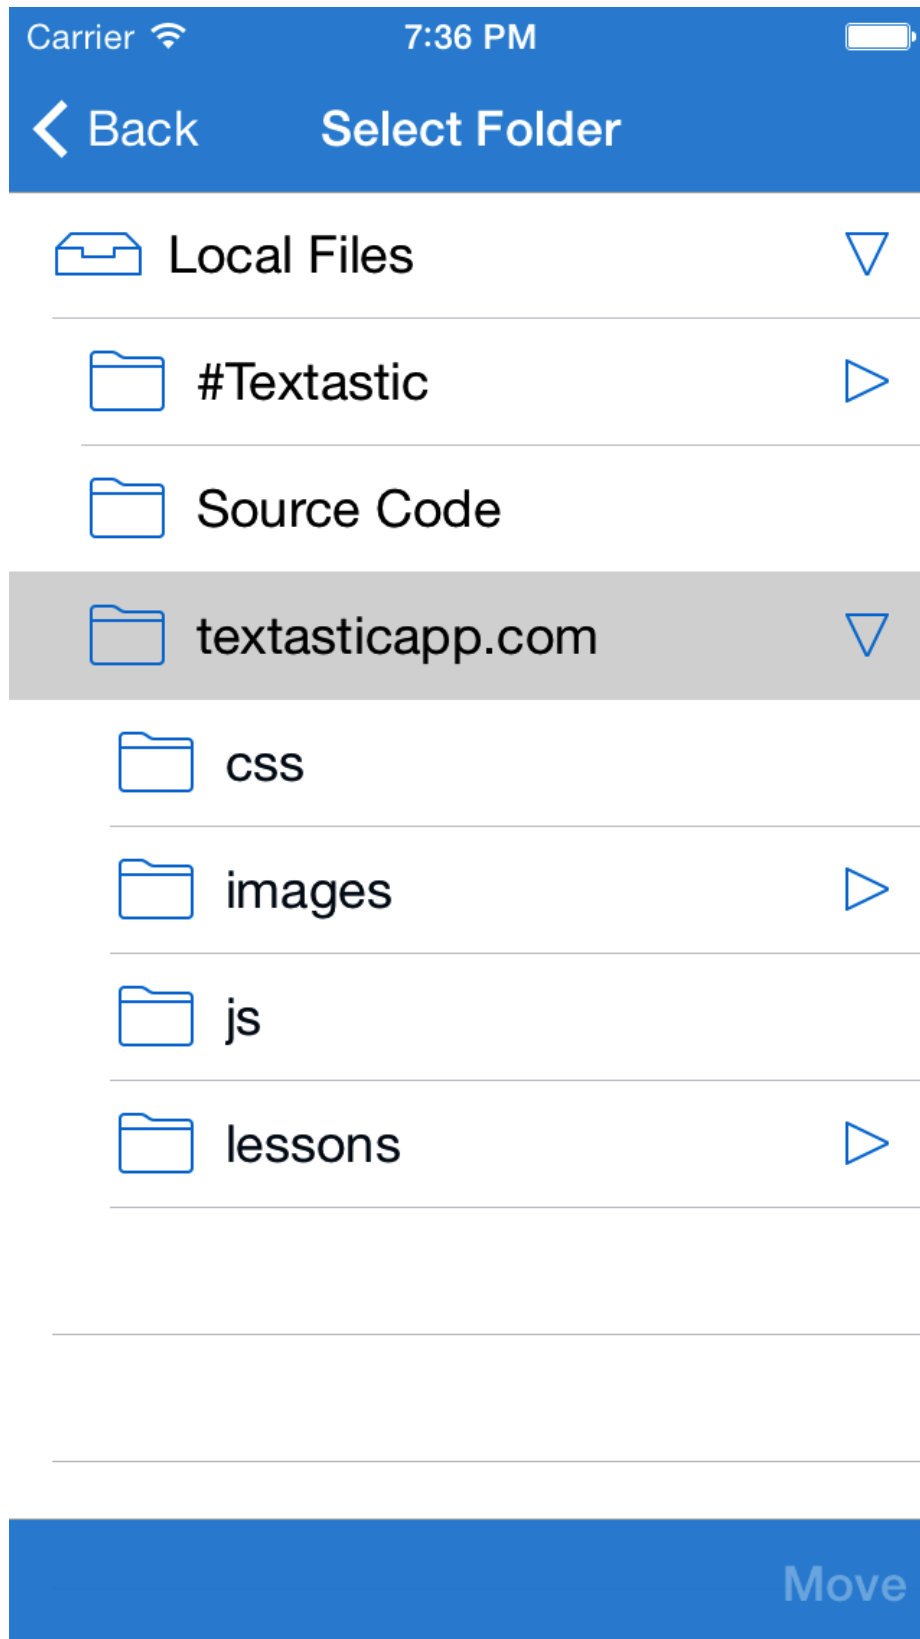 Carrier 7:36 PM
Back Select Folder
Local Files
#Textastic
Source Code
textasticapp.com
css
images
js
lessons
Move